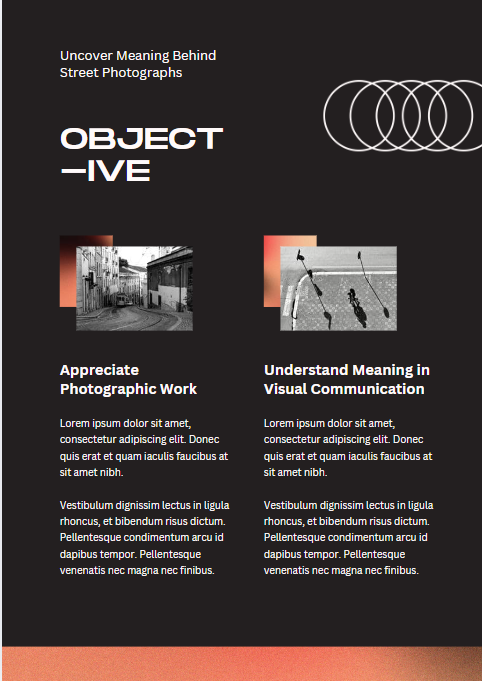 Uncover Meaning Behind
Street Photographs
OBJECT
–IVE
Appreciate
Photographic Work
Lorem ipsum dolor sit amet,
consectetur adipiscing elit. Donec
quis erat et quam iaculis faucibus at
sit amet nibh.
Vestibulum dignissim lectus in ligula
rhoncus, et bibendum risus dictum.
Pellentesque condimentum arcu id
dapibus tempor. Pellentesque
venenatis nec magna nec finibus.
Understand Meaning in
Visual Communication
Lorem ipsum dolor sit amet,
consectetur adipiscing elit. Donec
quis erat et quam iaculis faucibus at
sit amet nibh.
Vestibulum dignissim lectus in ligula
rhoncus, et bibendum risus dictum.
Pellentesque condimentum arcu id
dapibus tempor. Pellentesque
venenatis nec magna nec finibus.